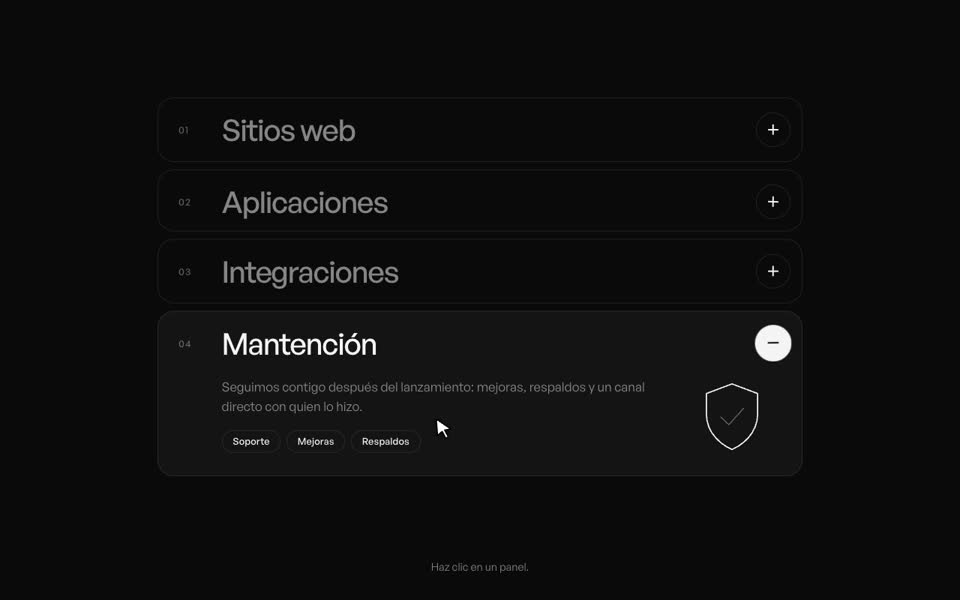 01 Sitios web
02 Aplicaciones
03 Integraciones
04 Mantención
Seguimos contigo después del lanzamiento: mejoras, respaldos y un canal
directo con quien lo hizo.
Soporte Mejoras Respaldos
Haz clic en un panel.